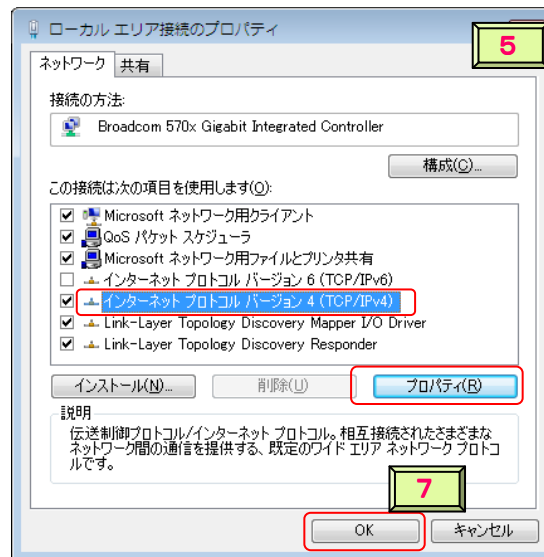 ローカル エリア接続のプロパティ
5
ネットワーク 共有
接続の方法:
Broadcom 570x Gigabit Integrated Controller
構成(C)...
この接続は次の項目を使用します(O):
Microsoft ネットワーク用クライアント
QoS パケット スケジューラ
Microsoft ネットワーク用ファイルとプリンタ共有
インターネット プロトコル バージョン 6 (TCP/IPv6)
インターネット プロトコル バージョン 4 (TCP/IPv4)
Link-Layer Topology Discovery Mapper I/O Driver
Link-Layer Topology Discovery Responder
インストール(N)... 削除(U) プロパティ(R)
説明
伝送制御プロトコル/インターネット プロトコル。相互接続されたさまざまな
ネットワーク間の通信を提供する、既定のワイド エリア ネットワーク プロトコ
ルです。
7
OK キャンセル